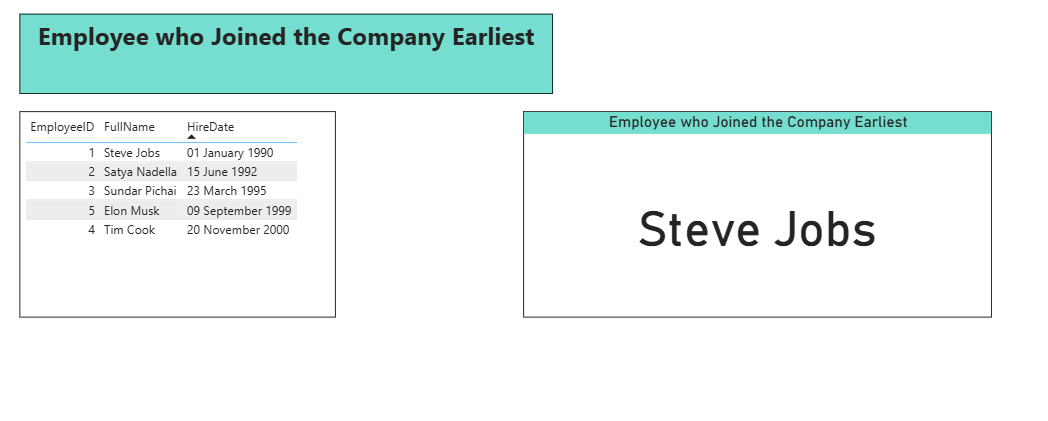 Employee who Joined the Company Earliest
EmployeeID FullName HireDate
1 Steve Jobs 01 January 1990
2 Satya Nadella 15 June 1992
3 Sundar Pichai 23 March 1995
5 Elon Musk 09 September 1999
4 Tim Cook 20 November 2000
Employee who Joined the Company Earliest
Steve Jobs